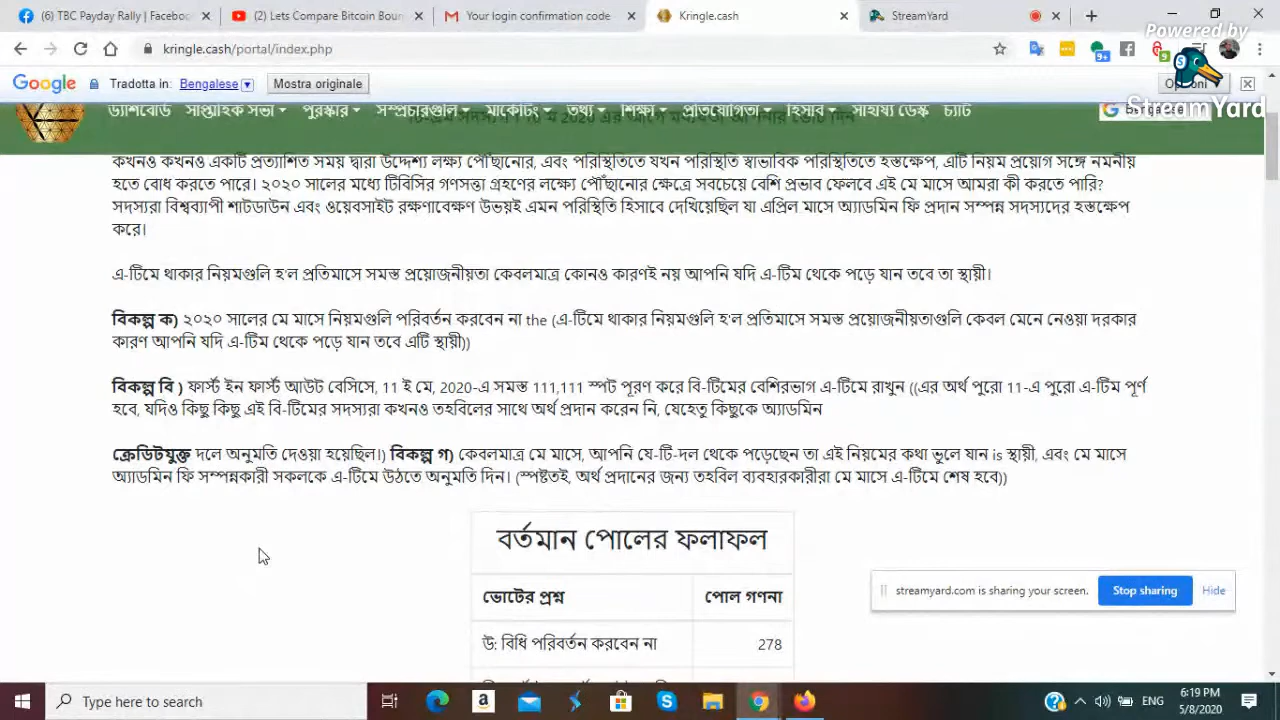 (6) TBC Payday Rally | Facebo
(2) Lets Compare Bitcoin Boun
Your login confirmation code
Kringle.cash
StreamYard
Powered by
kringle.cash/portal/index.php
Google
Tradotta in: Bengalese
Mostra originale
StreamYard
ড্যাশবোর্ড সাপ্তাহিক সভা পুরস্কার সম্প্রচারগুলি মার্কেটিং তথ্য শিক্ষা প্রতিযোগিতা হিসাব সাহায্য ডেস্ক চ্যাট
কখনও কখনও একটি প্রত্যাশিত সময় দ্বারা উদ্দেশ্য লক্ষ্য পৌঁছানোর, এবং পরিস্থিতিতে যখন পরিস্থিতি স্বাভাবিক পরিস্থিতিতে হস্তক্ষেপ, এটি নিয়ম প্রয়োগ সঙ্গে নমনীয়
হতে বোধ করতে পারে। ২০২০ সালের মধ্যে টিবিসির গণসত্তা গ্রহণের লক্ষ্যে পৌঁছানোর ক্ষেত্রে সবচেয়ে বেশি প্রভাব ফেলবে এই মে মাসে আমরা কী করতে পারি?
সদস্যরা বিশ্বব্যাপী শাটডাউন এবং ওয়েবসাইট রক্ষণাবেক্ষণ উভয়ই এমন পরিস্থিতি হিসাবে দেখিয়েছিল যা এপ্রিল মাসে অ্যাডমিন ফি প্রদান সম্পন্ন সদস্যদের হস্তক্ষেপ
করে।
এ-টিমে থাকার নিয়মগুলি হ'ল প্রতিমাসে সমস্ত প্রয়োজনীয়তা কেবলমাত্র কোনও কারণই নয় আপনি যদি এ-টিম থেকে পড়ে যান তবে তা স্থায়ী।
বিকল্প ক) ২০২০ সালের মে মাসে নিয়মগুলি পরিবর্তন করবেন না the (এ-টিমে থাকার নিয়মগুলি হ'ল প্রতিমাসে সমস্ত প্রয়োজনীয়তাগুলি কেবল মেনে নেওয়া দরকার
কারণ আপনি যদি এ-টিম থেকে পড়ে যান তবে এটি স্থায়ী))
বিকল্প বি ) ফার্স্ট ইন ফার্স্ট আউট বেসিসে, 11 ই মে, 2020-এ সমস্ত 111,111 স্পট পূরণ করে বি-টিমের বেশিরভাগ এ-টিমে রাখুন ((এর অর্থ পুরো 11-এ পুরো এ-টিম পূর্ণ
হবে, যদিও কিছু কিছু এই বি-টিমের সদস্যরা কখনও তহবিলের সাথে অর্থ প্রদান করেন নি, যেহেতু কিছুকে অ্যাডমিন
ক্রেডিটযুক্ত দলে অনুমতি দেওয়া হয়েছিল।) বিকল্প গ) কেবলমাত্র মে মাসে, আপনি যে-টি-দল থেকে পড়েছেন তা এই নিয়মের কথা ভুলে যান is স্থায়ী, এবং মে মাসে
অ্যাডমিন ফি সম্পন্নকারী সকলকে এ-টিমে উঠতে অনুমতি দিন। (স্পষ্টতই, অর্থ প্রদানের জন্য তহবিল ব্যবহারকারীরা মে মাসে এ-টিমে শেষ হবে))
বর্তমান পোলের ফলাফল
ভোটের প্রশ্ন পোল গণনা
উ: বিধি পরিবর্তন করবেন না 278
streamyard.com is sharing your screen. Stop sharing Hide
Type here to search
ENG
6:19 PM
5/8/2020